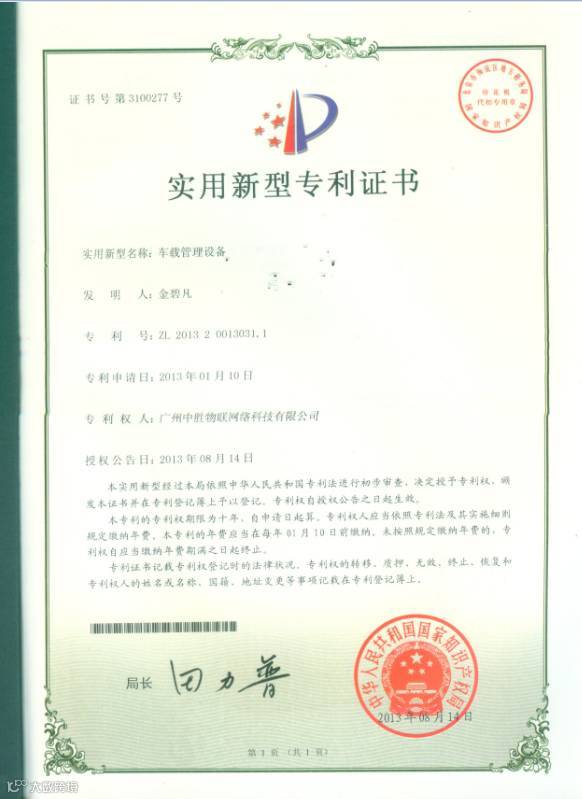 证书号第3100277号
印花税
代扣专用章
实用新型专利证书
实用新型名称：车载管理设备
发明人：金碧凡
专利号：ZL 2013 2 0013031.1
专利申请日：2013年01月10日
专利权人：广州中胜物联网络科技有限公司
授权公告日：2013年08月14日
本实用新型经过本局依照中华人民共和国专利法进行初步审查，决定授予专利权，颁
发本证书并在专利登记簿上予以登记。专利权自授权公告之日起生效。
本专利的专利权期限为十年，自申请日起算。专利权人应当依照专利法及其实施细则
规定缴纳年费。本专利的年费应当在每年01月10日前缴纳。未按照规定缴纳年费的，专
利权自应当缴纳年费期满之日起终止。
专利证书记载专利权登记时的法律状况。专利权的转移、质押、无效、终止、恢复和
专利权人的姓名或名称、国籍、地址变更等事项记载在专利登记簿上。
局长
田力普
中华人民共和国国家知识产权局
2013年08月14日
第1页（共1页）
大数跨境